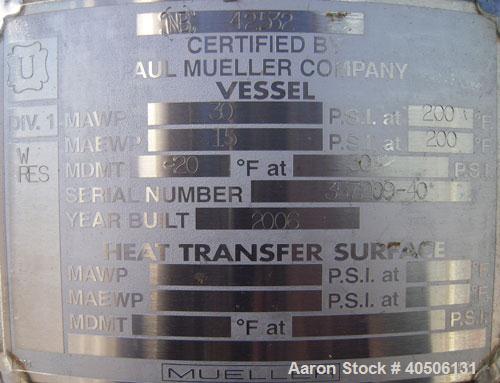 NB 42532
CERTIFIED BY
AUL MUELLER COMPANY
VESSEL
U
DIV. 1
W
RES
MAWP 30 P.S.I. at 200 °F
MAEWP 15 P.S.I. at 200 °F
MDMT -20 °F at P.S.I.
SERIAL NUMBER
YEAR BUILT 2006
HEAT TRANSFER SURFACE
MAWP P.S.I. at °F
MAEWP P.S.I. at °F
MDMT °F at P.S.I.
MUELLER
Aaron Stock # 40506131